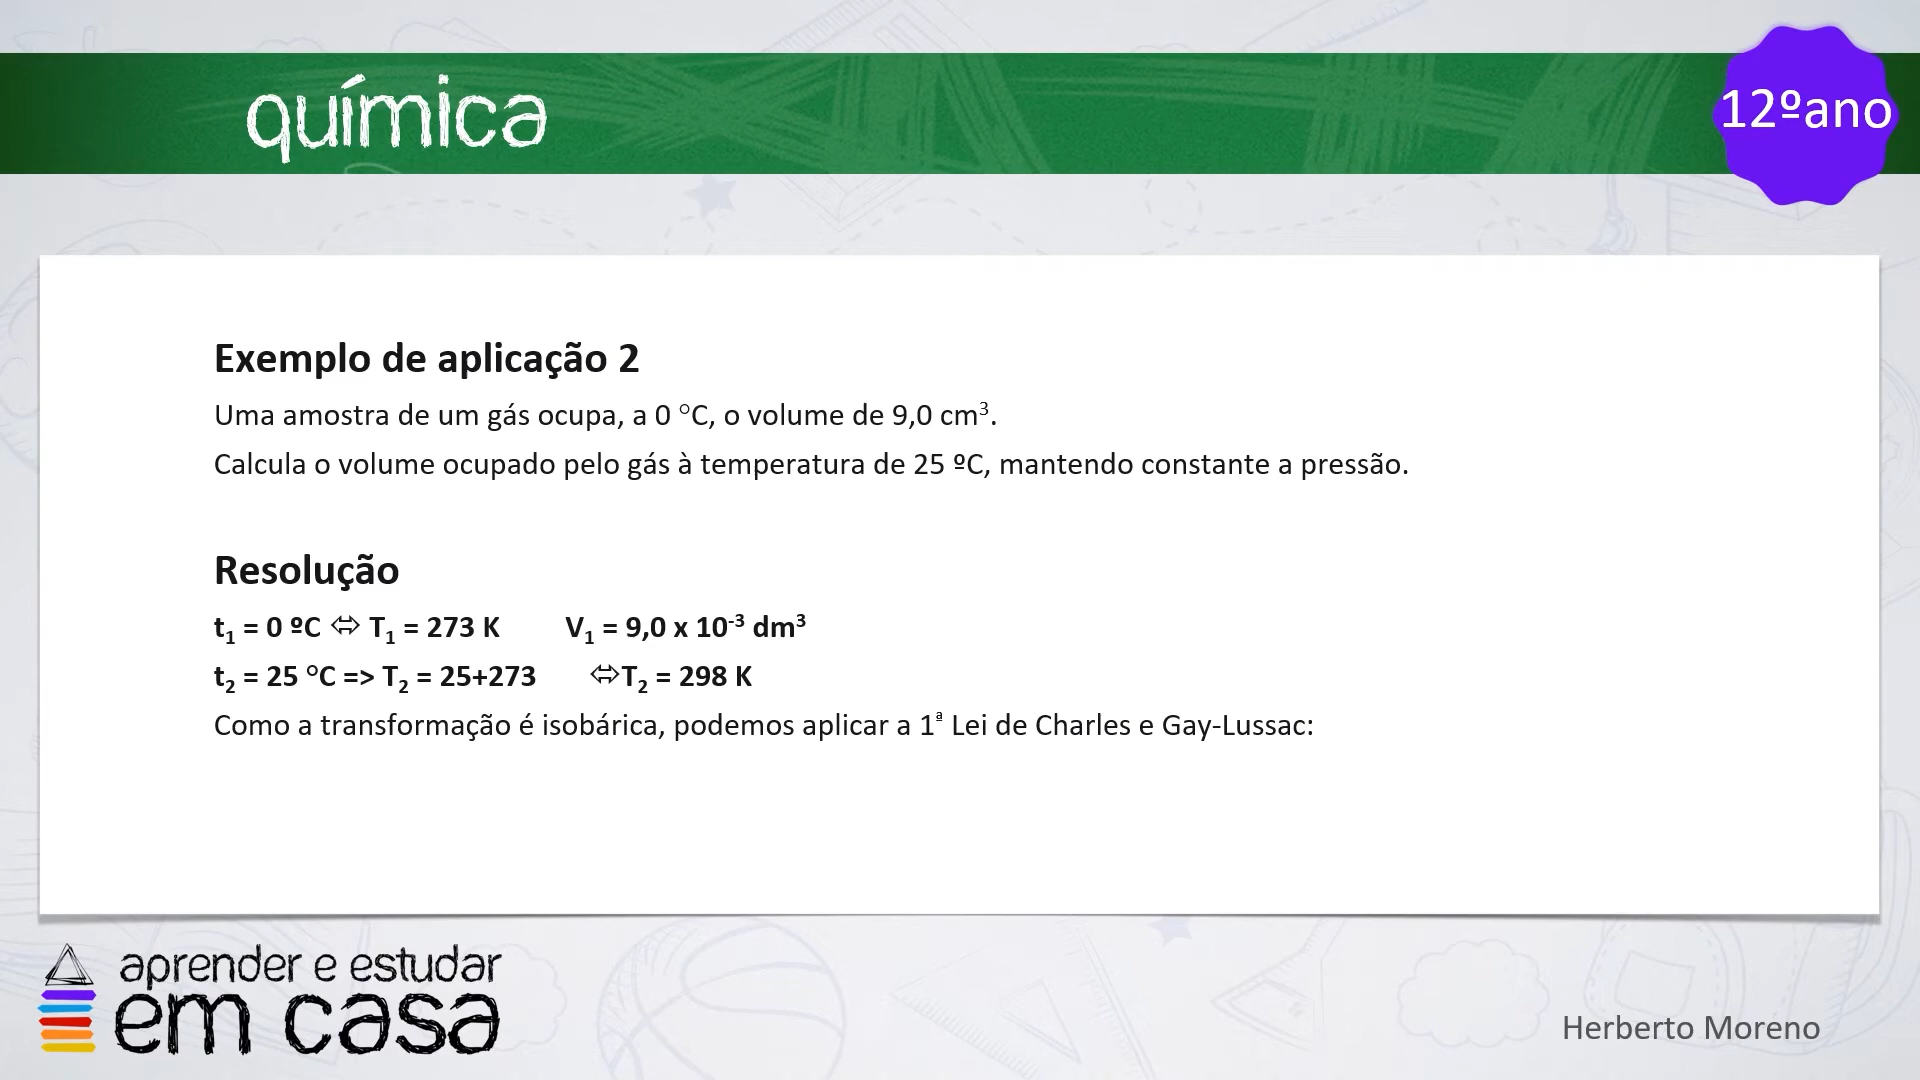 química
12ºano
Exemplo de aplicação 2
Uma amostra de um gás ocupa, a 0 °C, o volume de 9,0 cm³.
Calcula o volume ocupado pelo gás à temperatura de 25 ºC, mantendo constante a pressão.
Resolução
t₁ = 0 ºC ⬄ T₁ = 273 K V₁ = 9,0 x 10⁻³ dm³
t₂ = 25 °C => T₂ = 25+273 ⬄T₂ = 298 K
Como a transformação é isobárica, podemos aplicar a 1ª Lei de Charles e Gay-Lussac:
aprender e estudar
em casa
Herberto Moreno